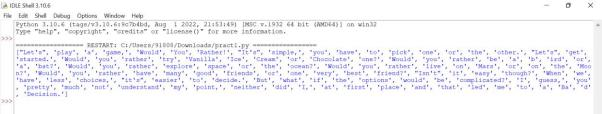 IDLE Shell 3.10.6
File Edit Shell Debug Options Window Help
Python 3.10.6 (tags/v3.10.6:9c7b4bd, Aug 1 2022, 21:53:49) [MSC v.1932 64 bit (AMD64)] on win32
Type "help", "copyright", "credits" or "license()" for more information.
>>>
================== RESTART: C:/Users/91808/Downloads/pract1.py =================
["Let's", 'play', 'a', 'game,', 'Would', 'You', 'Rather!', "It's", 'simple,', 'you', 'have', 'to', 'pick', 'one', 'or', 'the', 'other.', "Let's", 'get',
'started.', 'Would', 'you', 'rather', 'try', 'Vanilla', 'Ice', 'Cream', 'or', 'Chocolate', 'one?', 'Would', 'you', 'rather', 'be', 'a', 'bird', 'or',
'a', 'bat?', 'Would', 'you', 'rather', 'explore', 'space', 'or', 'the', 'ocean?', 'Would', 'you', 'rather', 'live', 'on', 'Mars', 'or', 'on', 'the', 'Moo
n?', 'Would', 'you', 'rather', 'have', 'many', 'good', 'friends', 'or', 'one', 'very', 'best', 'friend?', "Isn't", 'it', 'easy', 'though?', 'When', 'we',
'have', 'less', 'choices,', "it's", 'easier', 'to', 'decide.', 'But', 'what', 'if', 'the', 'options', 'would', 'be', 'complicated?', 'I', 'guess,', 'you'
, 'pretty', 'much', 'not', 'understand', 'my', 'point,', 'neither', 'did', 'I,', 'at', 'first', 'place', 'and', 'that', 'led', 'me', 'to', 'a', 'Ba', 'd'
'Decision.']
>>>